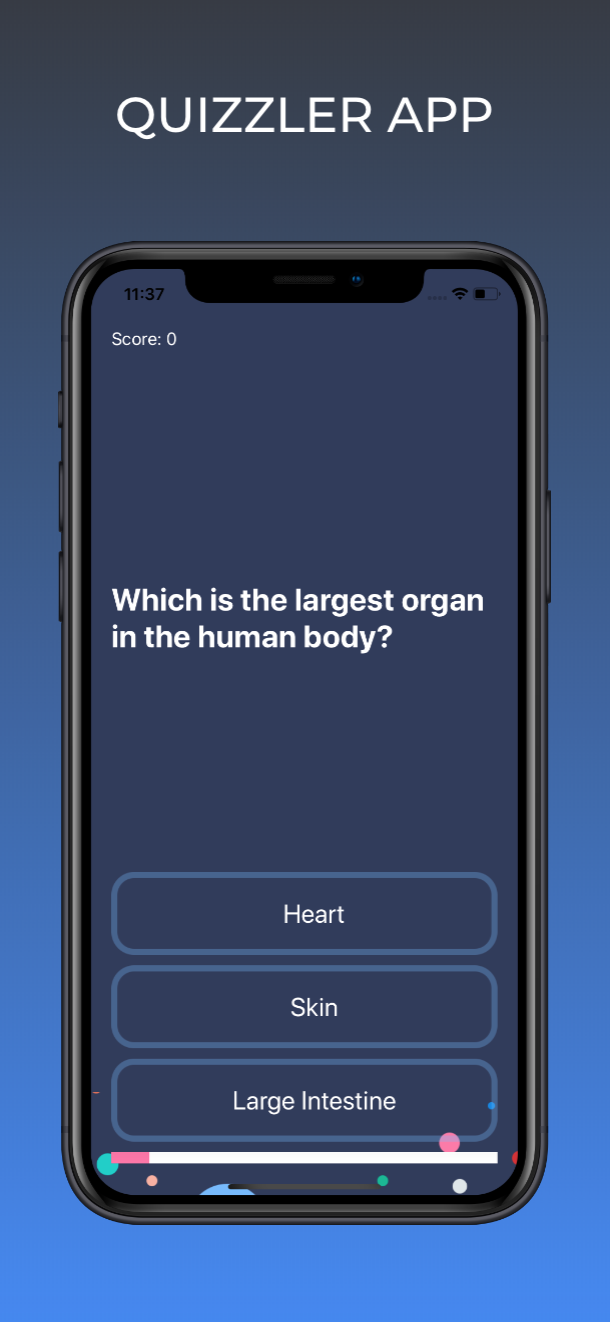 QUIZZLER APP
11:37
Score: 0
Which is the largest organ
in the human body?
Heart
Skin
Large Intestine